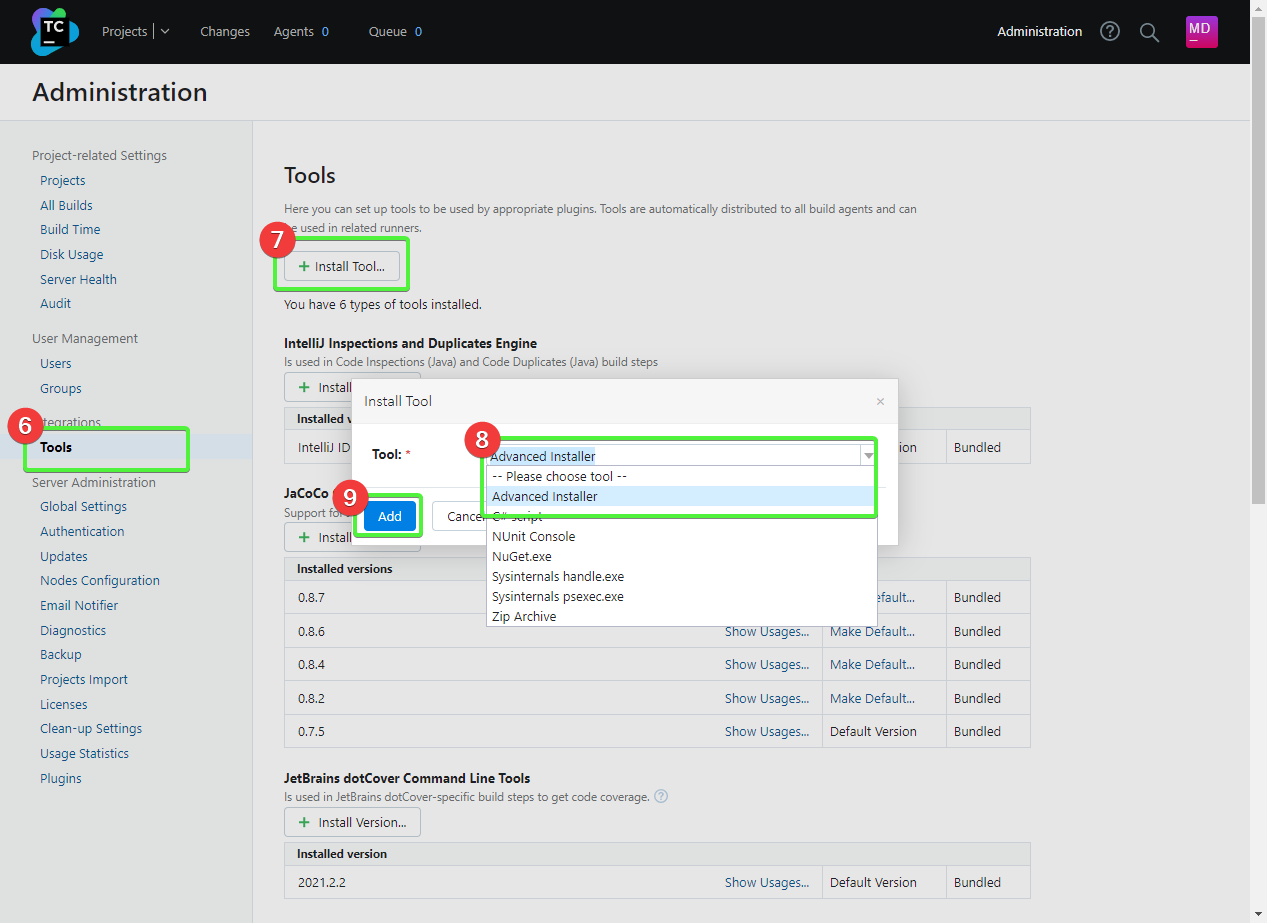 TC
Projects
Changes
Agents 0
Queue 0
Administration
?
MD
Administration
Project-related Settings
Projects
All Builds
Build Time
Disk Usage
Server Health
Audit
User Management
Users
Groups
6
tegrations
Tools
Server Administration
Global Settings
Authentication
Updates
Nodes Configuration
Email Notifier
Diagnostics
Backup
Projects Import
Licenses
Clean-up Settings
Usage Statistics
Plugins
Tools
Here you can set up tools to be used by appropriate plugins. Tools are automatically distributed to all build agents and can
e used in related runners.
7
+ Install Tool...
You have 6 types of tools installed.
IntelliJ Inspections and Duplicates Engine
Is used in Code Inspections (Java) and Code Duplicates (Java) build steps
+ Install
Installed v
IntelliJ ID
ion
Bundled
Install Tool
×
Tool: *
8
Advanced Installer
-- Please choose tool --
Advanced Installer
C# script
NUnit Console
NuGet.exe
Sysinternals handle.exe
Sysinternals psexec.exe
Zip Archive
9
Add
Cancel
JaCoCo
Support for
+ Install
Installed versions
0.8.7
efault...
Bundled
0.8.6
Show Usages...
Make Default...
Bundled
0.8.4
Show Usages...
Make Default...
Bundled
0.8.2
Show Usages...
Make Default...
Bundled
0.7.5
Show Usages...
Default Version
Bundled
JetBrains dotCover Command Line Tools
Is used in JetBrains dotCover-specific build steps to get code coverage. ?
+ Install Version...
Installed version
2021.2.2
Show Usages...
Default Version
Bundled